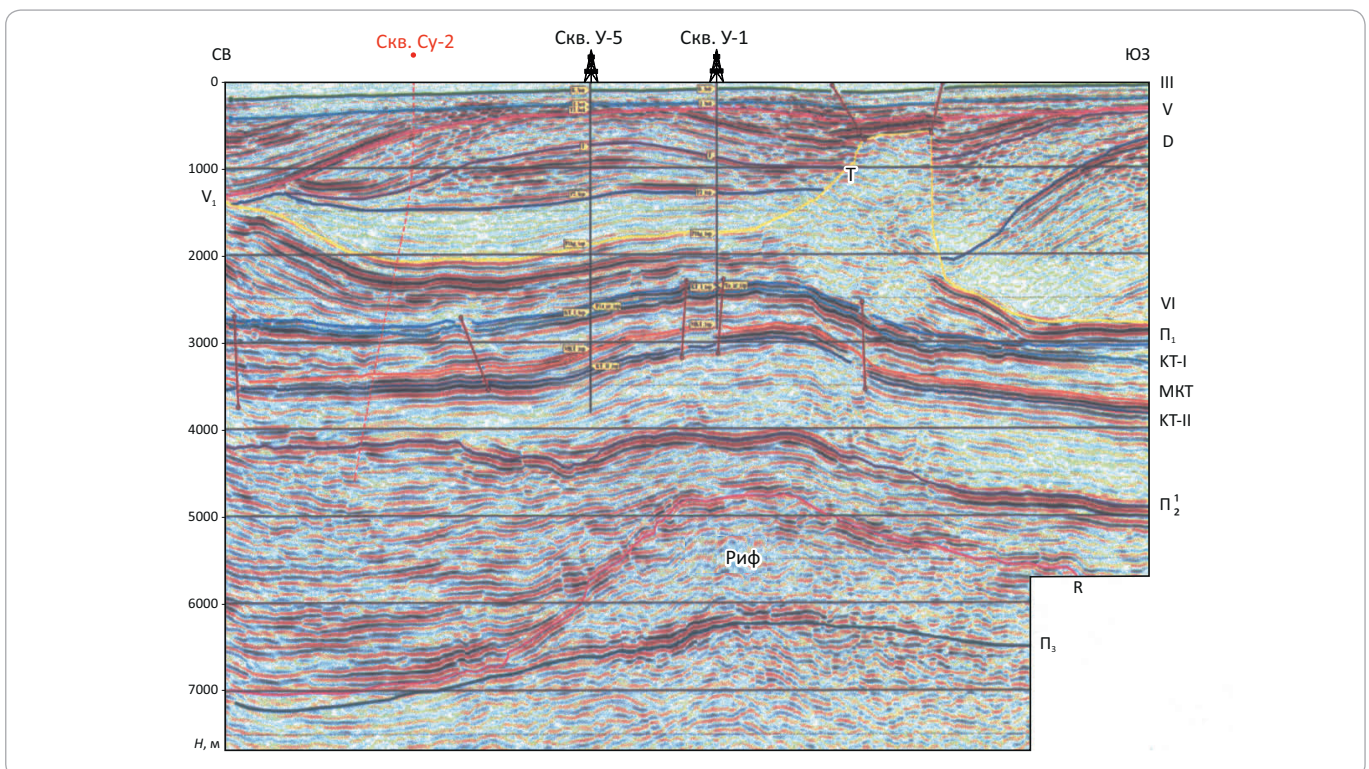 Скв. Су-2
Скв. У-5
Скв. У-1
СВ
ЮЗ
0
1000
2000
3000
4000
5000
6000
7000
H, м
V₁
III
V
D
VI
П₁
КТ-I
МКТ
КТ-II
П₂¹
R
П₃
Т
Риф